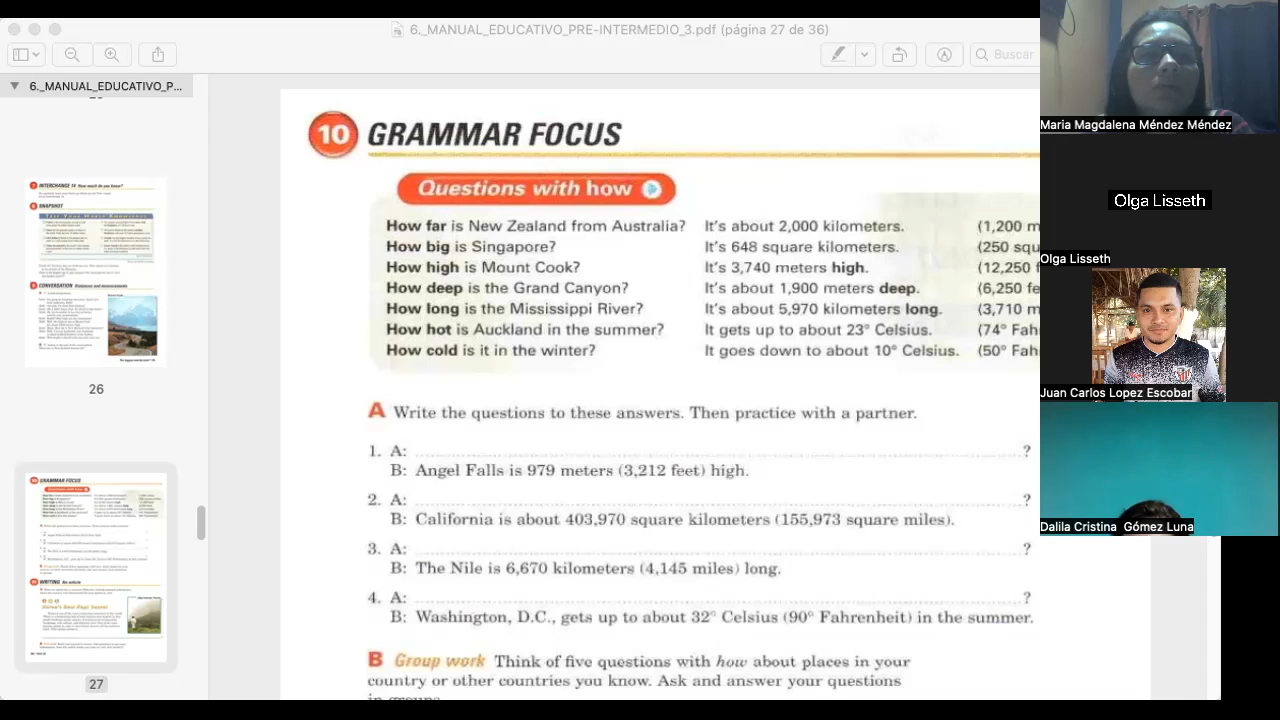 6._MANUAL_EDUCATIVO_PRE-INTERMEDIO_3.pdf (página 27 de 36)
Buscar
6._MANUAL_EDUCATIVO_P...
26
27
10 GRAMMAR FOCUS
Questions with how
How far is New Zealand from Australia? It's about 2,000 kilometers. (1,200 m
How big is Seoul, Korea? It's 648 square kilometers. (250 squ
How high is Mount Cook? It's 3,740 meters high. (12,250 f
How deep is the Grand Canyon? It's about 1,900 meters deep. (6,250 fe
How long is the Mississippi River? It's about 5,970 kilometers long. (3,710 m
How hot is Auckland in the summer? It gets up to about 23° Celsius. (74° Fah
How cold is it in the winter? It goes down to about 10° Celsius. (50° Fah
A Write the questions to these answers. Then practice with a partner.
1. A: ?
B: Angel Falls is 979 meters (3,212 feet) high.
2. A: ?
B: California is about 403,970 square kilometers (155,973 square miles).
3. A: ?
B: The Nile is 6,670 kilometers (4,145 miles) long.
4. A: ?
B: Washington, D.C., gets up to about 32° Celsius (90° Fahrenheit) in the summer.
B Group work Think of five questions with how about places in your
country or other countries you know. Ask and answer your questions
in groups.
Maria Magdalena Méndez Méndez
Olga Lisseth
Olga Lisseth
Juan Carlos Lopez Escobar
Dalila Cristina Gómez Luna